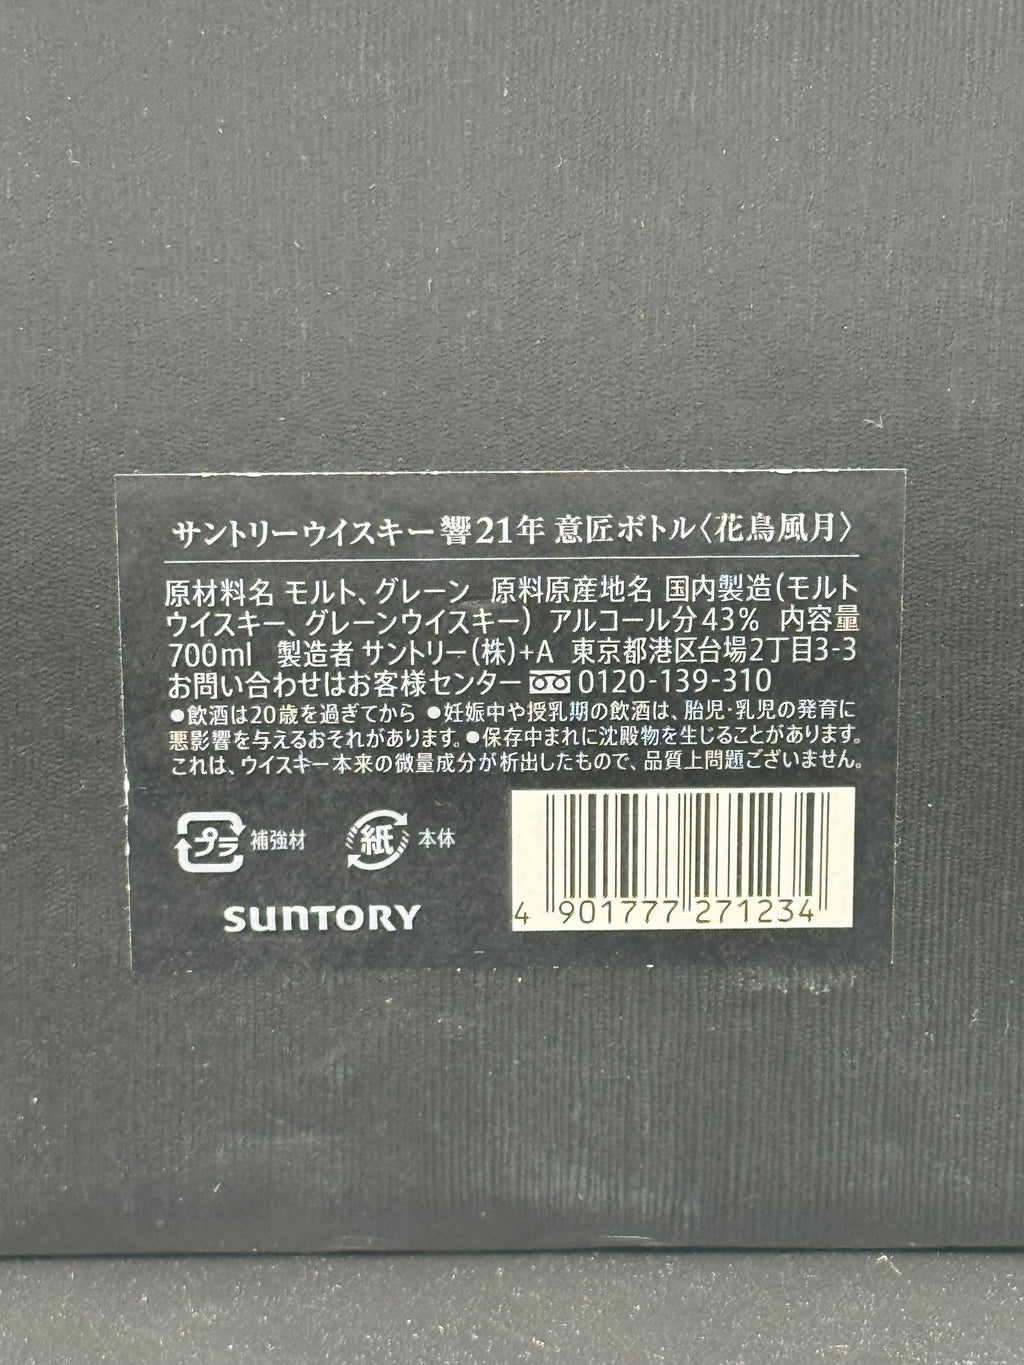 サントリーウイスキー響21年 意匠ボトル〈花鳥風月〉
原材料名 モルト、グレーン 原料原産地名 国内製造(モルト
ウイスキー、グレーンウイスキー) アルコール分43% 内容量
700ml 製造者 サントリー(株)+A 東京都港区台場2丁目3-3
お問い合わせはお客様センター 0120-139-310
●飲酒は20歳を過ぎてから ●妊娠中や授乳期の飲酒は、胎児・乳児の発育に
悪影響を与えるおそれがあります。●保存中まれに沈殿物を生じることがあります。
これは、ウイスキー本来の微量成分が析出したもので、品質上問題ございません。
プラ 補強材 紙 本体
SUNTORY
4 901777 271234